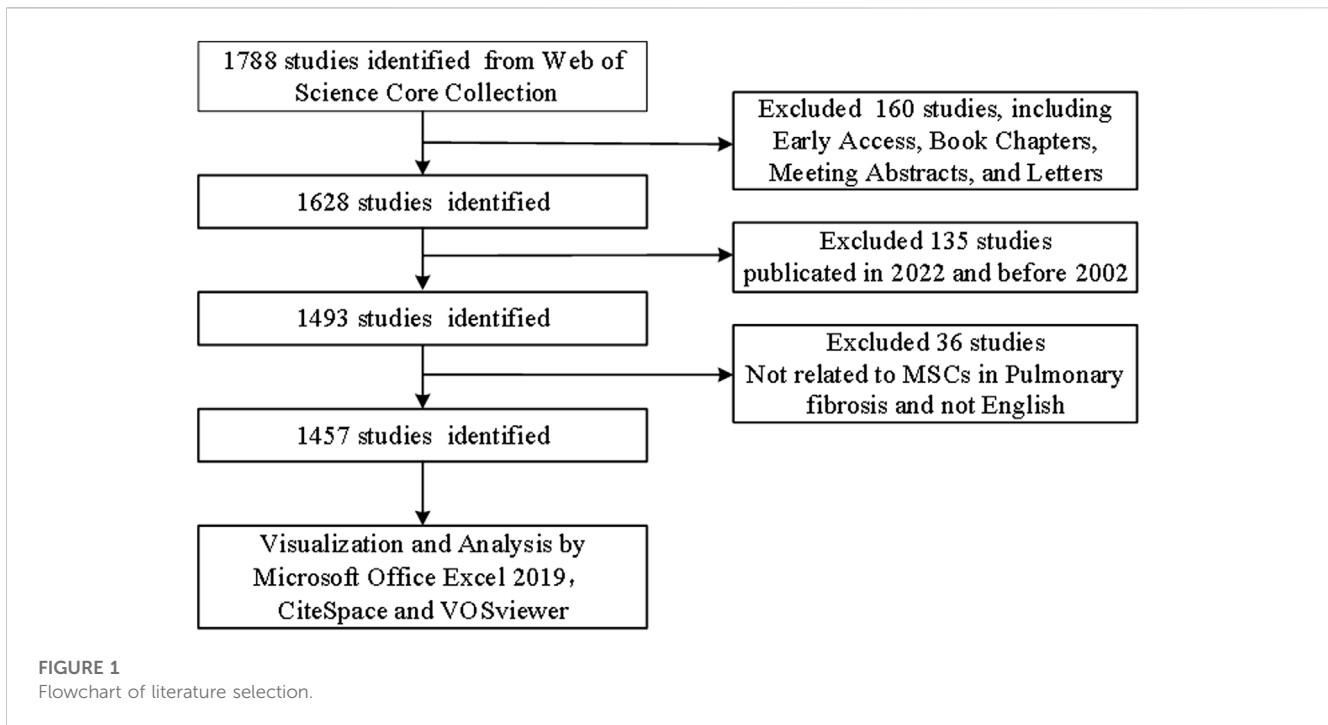 1788 studies identified from Web of
Science Core Collection
Excluded 160 studies, including
Early Access, Book Chapters,
Meeting Abstracts, and Letters
1628 studies identified
Excluded 135 studies
publicated in 2022 and before 2002
1493 studies identified
Excluded 36 studies
Not related to MSCs in Pulmonary
fibrosis and not English
1457 studies identified
Visualization and Analysis by
Microsoft Office Excel 2019，
CiteSpace and VOSviewer
FIGURE 1
Flowchart of literature selection.